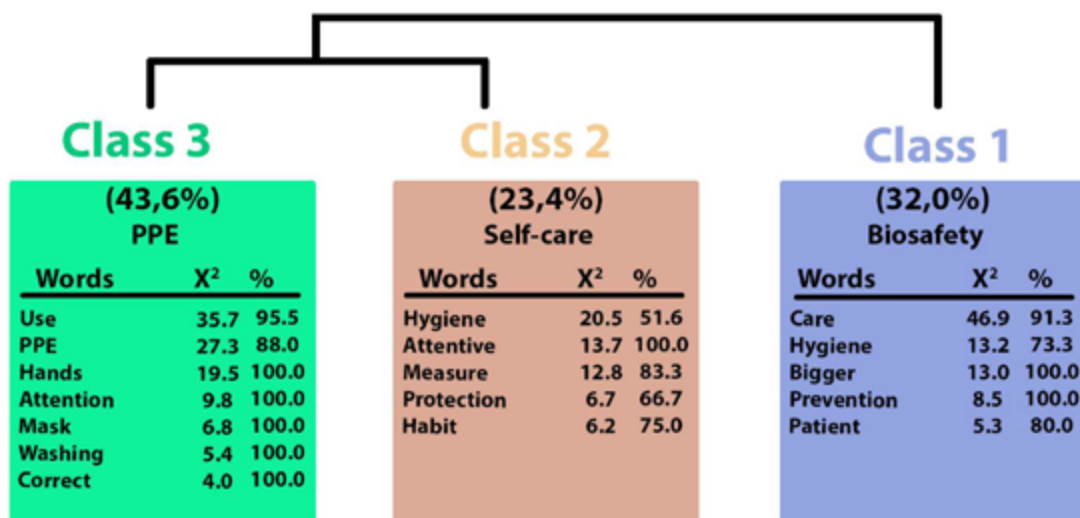 Class 3
(43,6%)
PPE
Words X² %
Use 35.7 95.5
PPE 27.3 88.0
Hands 19.5 100.0
Attention 9.8 100.0
Mask 6.8 100.0
Washing 5.4 100.0
Correct 4.0 100.0
Class 2
(23,4%)
Self-care
Words X² %
Hygiene 20.5 51.6
Attentive 13.7 100.0
Measure 12.8 83.3
Protection 6.7 66.7
Habit 6.2 75.0
Class 1
(32,0%)
Biosafety
Words X² %
Care 46.9 91.3
Hygiene 13.2 73.3
Bigger 13.0 100.0
Prevention 8.5 100.0
Patient 5.3 80.0